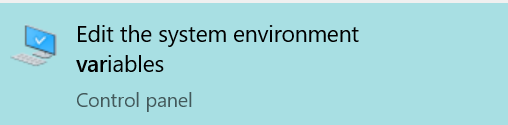 Edit the system environment
variables
Control panel